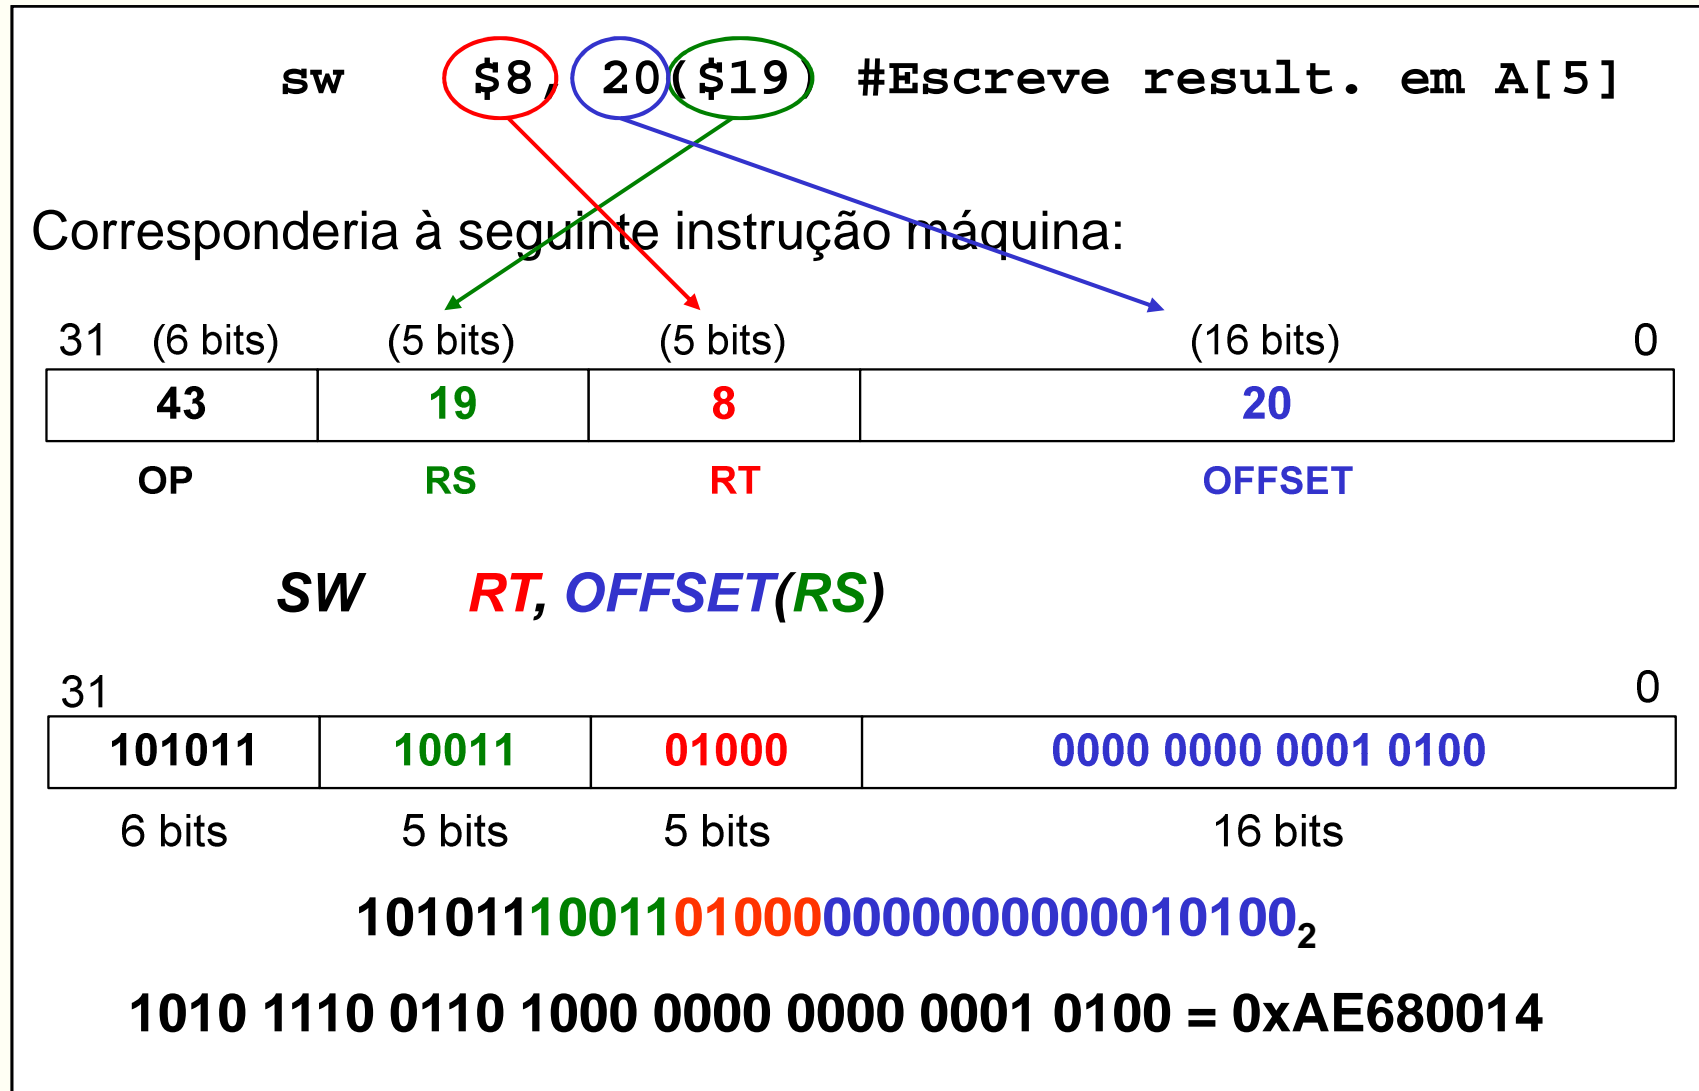 sw $8, 20($19) #Escreve result. em A[5]
Corresponderia à seguinte instrução máquina:
31 (6 bits) (5 bits) (5 bits) (16 bits) 0
43 19 8 20
OP RS RT OFFSET
SW RT, OFFSET(RS)
31 0
101011 10011 01000 0000 0000 0001 0100
6 bits 5 bits 5 bits 16 bits
10101110011010000000000000010100₂
1010 1110 0110 1000 0000 0000 0001 0100 = 0xAE680014